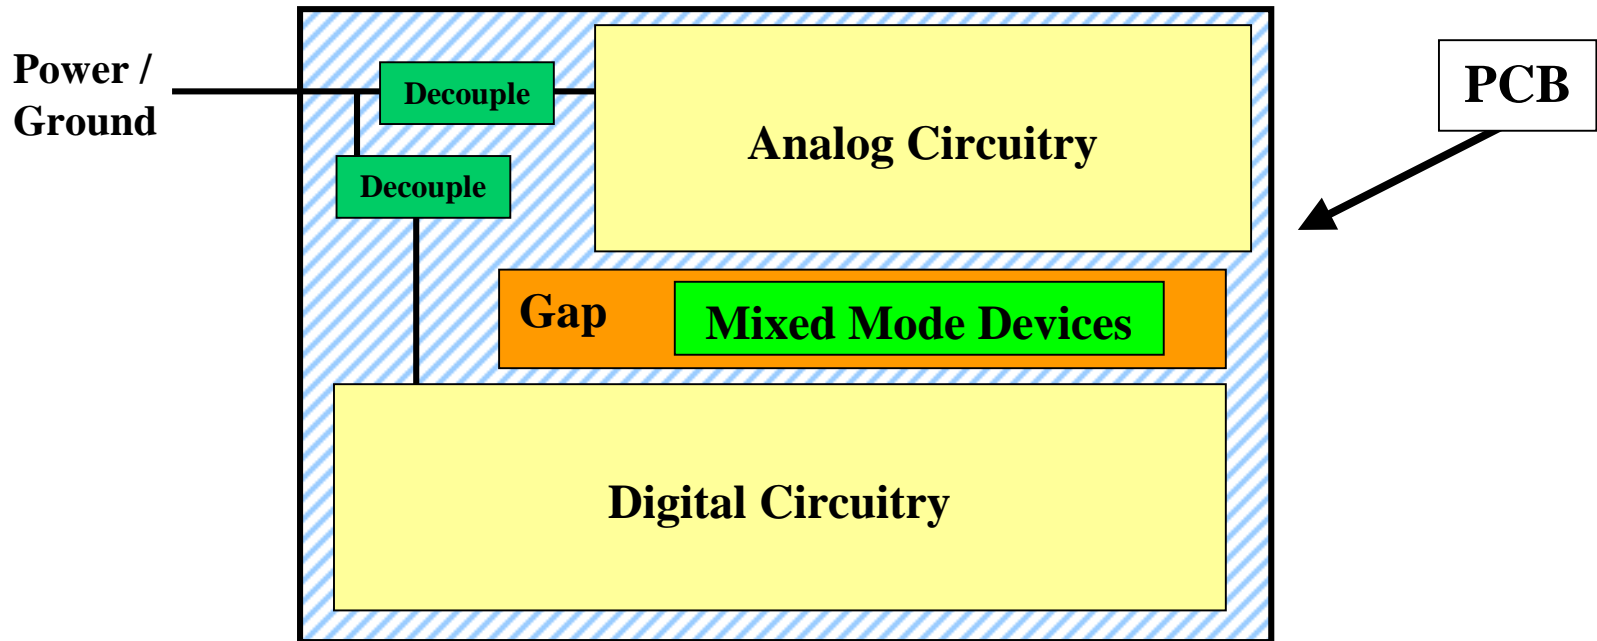 Power /
Ground
Decouple
Decouple
Analog Circuitry
PCB
Gap
Mixed Mode Devices
Digital Circuitry